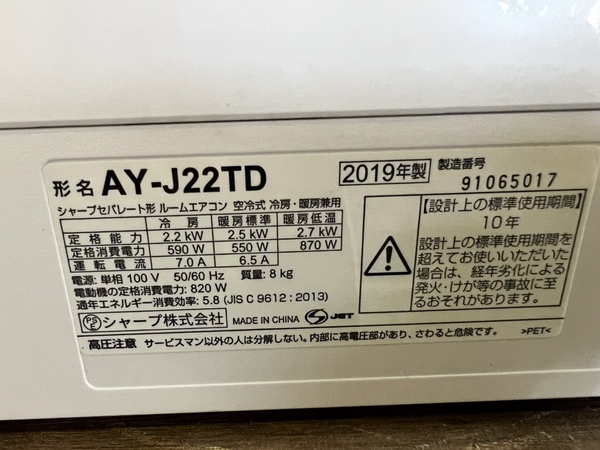 形名 AY-J22TD 2019年製 製造番号
91065017
シャープセパレート形 ルームエアコン 空冷式 冷房・暖房兼用
冷房 暖房標準 暖房低温
定格能力 2.2 kW 2.5 kW 2.7 kW
定格消費電力 590 W 550 W 870 W
運転電流 7.0 A 6.5 A
電源: 単相 100 V 50/60 Hz 質量: 8 kg
電動機の定格消費電力: 820 W
通年エネルギー消費効率: 5.8 (JIS C 9612 : 2013)
PSE シャープ株式会社 MADE IN CHINA S JET
【設計上の標準使用期間】
10年
設計上の標準使用期間を
超えてお使いいただいた
場合は、経年劣化による
発火・けが等の事故に至
るおそれがあります。
高圧注意 サービスマン以外の人は分解しない。内部に高電圧部があり、さわると危険です。 >PET<